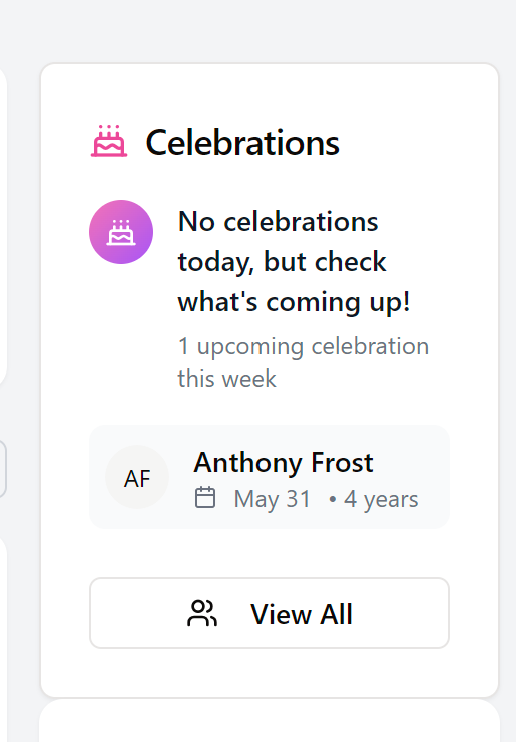 Celebrations
No celebrations
today, but check
what's coming up!
1 upcoming celebration
this week
AF
Anthony Frost
May 31 • 4 years
View All